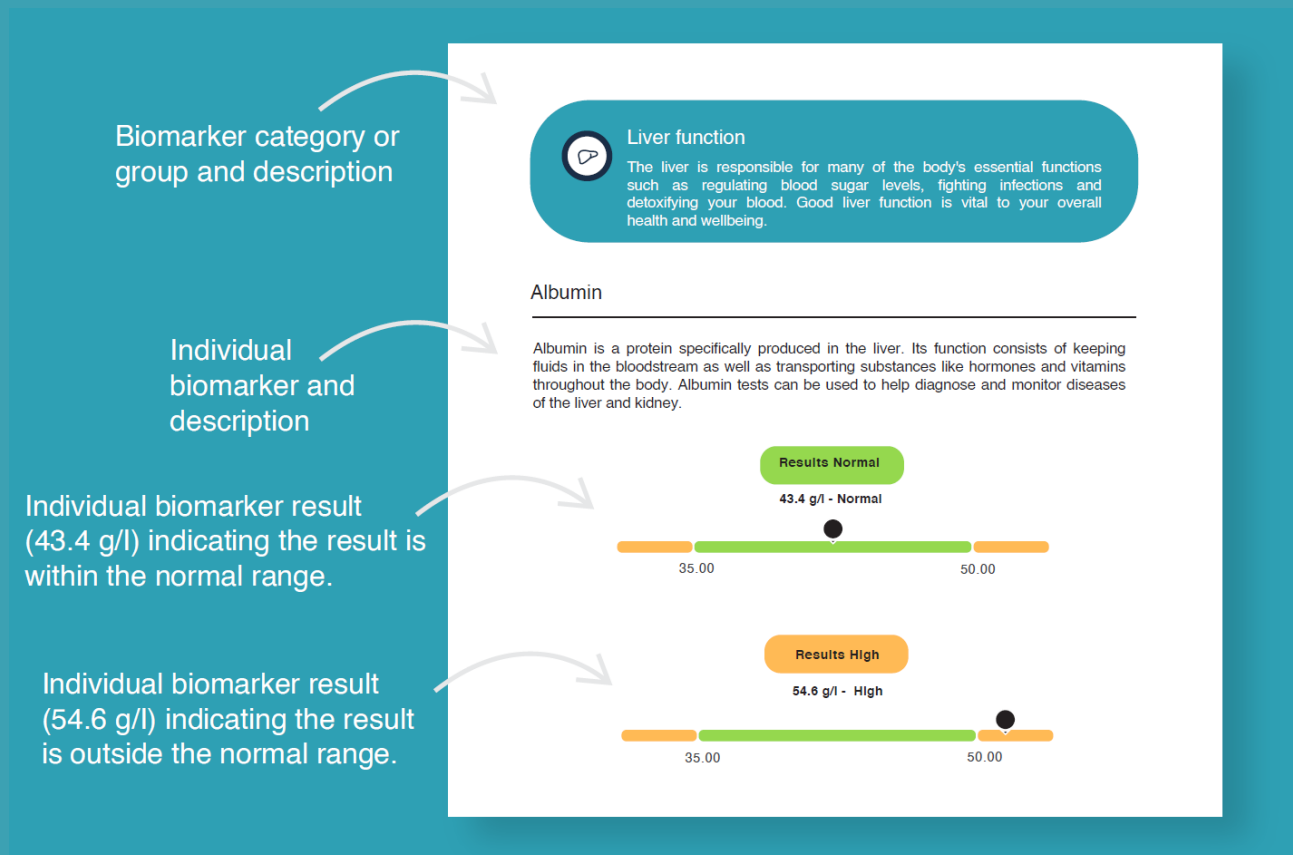 Biomarker category or
group and description
Liver function
The liver is responsible for many of the body's essential functions
such as regulating blood sugar levels, fighting infections and
detoxifying your blood. Good liver function is vital to your overall
health and wellbeing.
Albumin
Individual
biomarker and
description
Albumin is a protein specifically produced in the liver. Its function consists of keeping
fluids in the bloodstream as well as transporting substances like hormones and vitamins
throughout the body. Albumin tests can be used to help diagnose and monitor diseases
of the liver and kidney.
Individual biomarker result
(43.4 g/l) indicating the result is
within the normal range.
Results Normal
43.4 g/l - Normal
35.00
50.00
Individual biomarker result
(54.6 g/l) indicating the result
is outside the normal range.
Results High
54.6 g/l - High
35.00
50.00